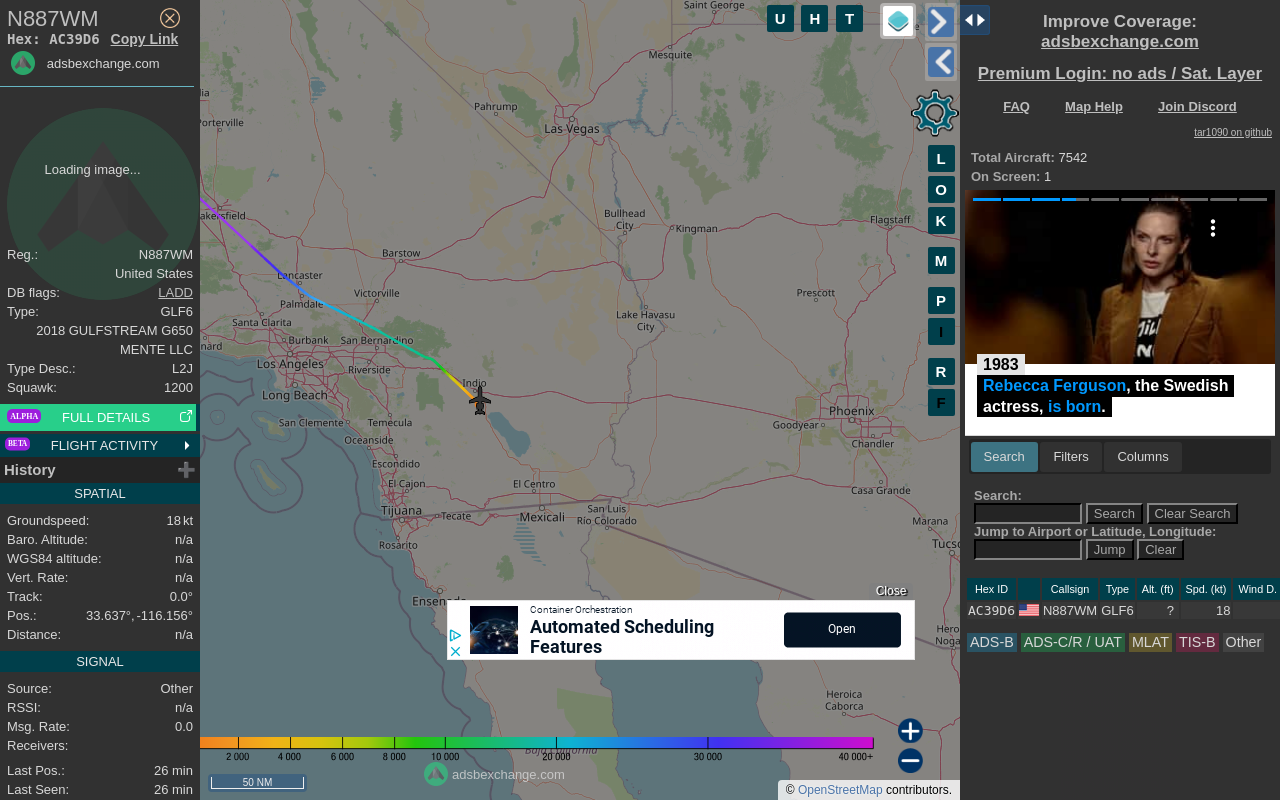 N887WM
Hex: AC39D6 Copy Link
adsbexchange.com
Loading image...
Reg.: N887WM
United States
DB flags: LADD
Type: GLF6
2018 GULFSTREAM G650
MENTE LLC
Type Desc.: L2J
Squawk: 1200
ALPHA FULL DETAILS
BETA FLIGHT ACTIVITY
History
SPATIAL
Groundspeed: 18 kt
Baro. Altitude: n/a
WGS84 altitude: n/a
Vert. Rate: n/a
Track: 0.0°
Pos.: 33.637°, -116.156°
Distance: n/a
SIGNAL
Source: Other
RSSI: n/a
Msg. Rate: 0.0
Receivers:
Last Pos.: 26 min
Last Seen: 26 min
Saint George
Mesquite
Pahrump
Las Vegas
Porterville
akersfield
Bullhead
City
Kingman
Flagstaff
Barstow
Lancaster
Palmdale
Victorville
Prescott
Lake Havasu
City
Santa Clarita
nard
Burbank
San Bernardino
Los Angeles
Riverside
Indio
Long Beach
Phoenix
San Clemente
Temecula
Goodyear
Oceanside
Chandler
Escondido
El Cajon
El Centro
Casa Grande
Tijuana
Tecate
Mexicali
San Luis
Río Colorado
Marana
Rosarito
Tucso
Ensenada
Heroica
Caborca
U H T
L
O
K
M
P
I
R
F
Close
Container Orchestration
Automated Scheduling
Features
Open
2 000 4 000 6 000 8 000 10 000 20 000 30 000 40 000+
adsbexchange.com
50 NM
© OpenStreetMap contributors.
Improve Coverage:
adsbexchange.com
Premium Login: no ads / Sat. Layer
FAQ Map Help Join Discord
tar1090 on github
Total Aircraft: 7542
On Screen: 1
1983
Rebecca Ferguson, the Swedish
actress, is born.
Search Filters Columns
Search:
Search Clear Search
Jump to Airport or Latitude, Longitude:
Jump Clear
Hex ID Callsign Type Alt. (ft) Spd. (kt) Wind D.
AC39D6 N887WM GLF6 ? 18
ADS-B ADS-C/R / UAT MLAT TIS-B Other